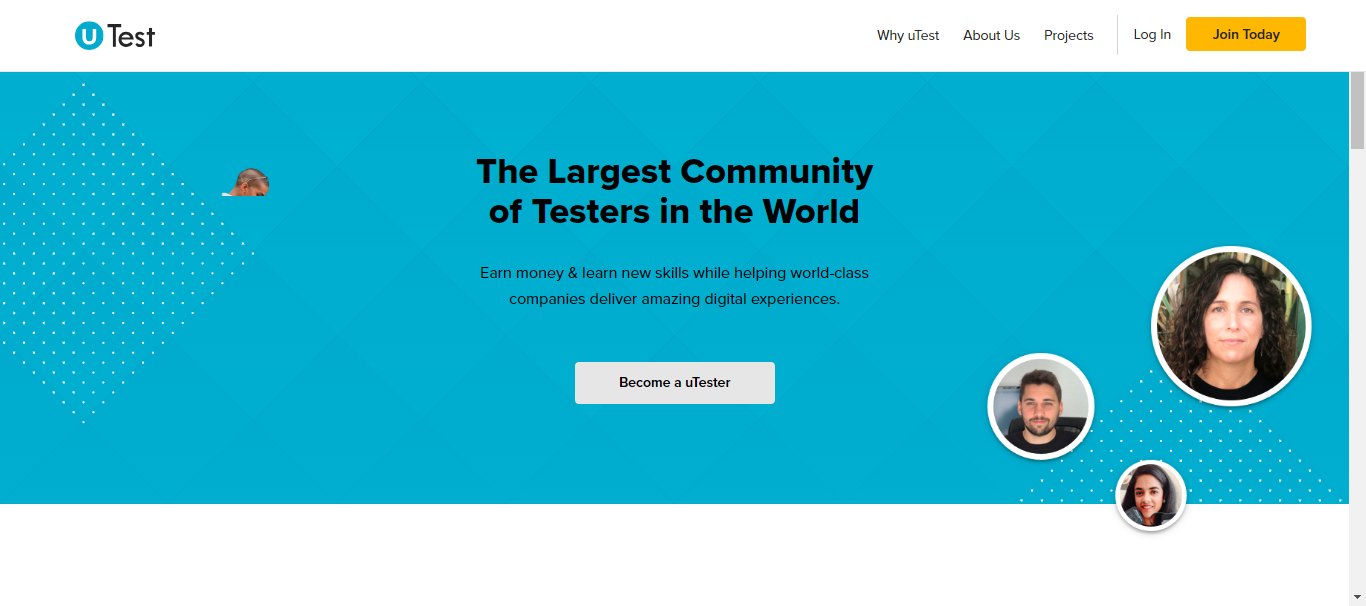 u Test
Why uTest
About Us
Projects
Log In
Join Today
The Largest Community
of Testers in the World
Earn money & learn new skills while helping world-class
companies deliver amazing digital experiences.
Become a uTester